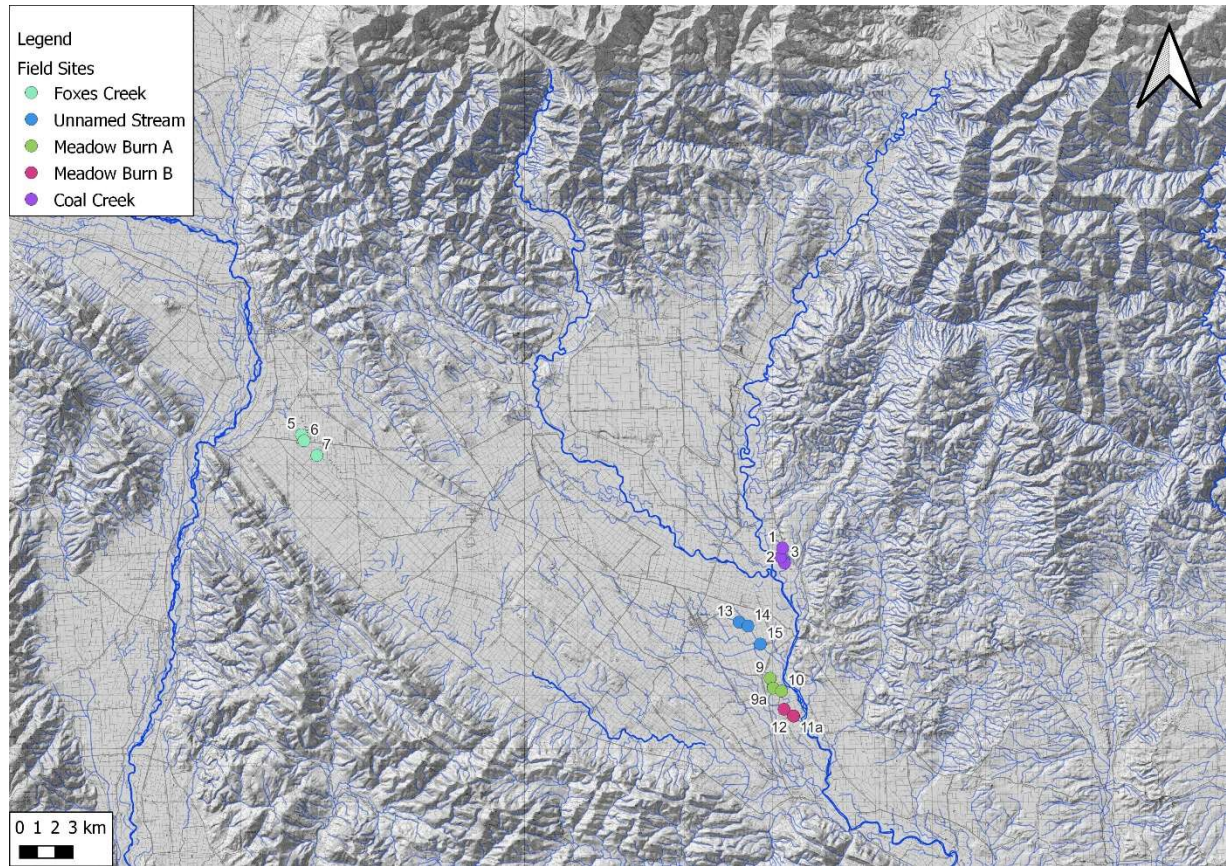 Legend
Field Sites
Foxes Creek
Unnamed Stream
Meadow Burn A
Meadow Burn B
Coal Creek
5 6
7
1
2 3
13 14
15
9
10
9a
12 11a
0 1 2 3 km